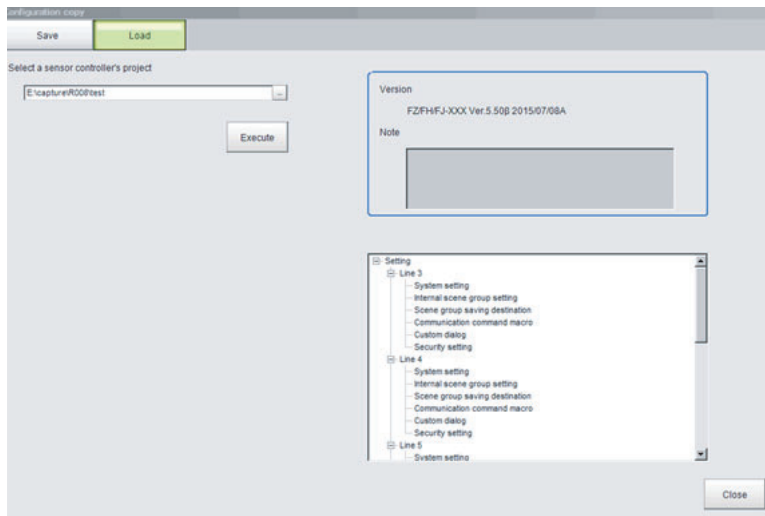 onfiguration copy
Save
Load
Select a sensor controller's project
E:\capture\R008\test
...
Execute
Version
FZ/FH/FJ-XXX Ver.5.50β 2015/07/08A
Note
Setting
Line 3
System setting
Internal scene group setting
Scene group saving destination
Communication command macro
Custom dialog
Security setting
Line 4
System setting
Internal scene group setting
Scene group saving destination
Communication command macro
Custom dialog
Security setting
Line 5
System setting
Close